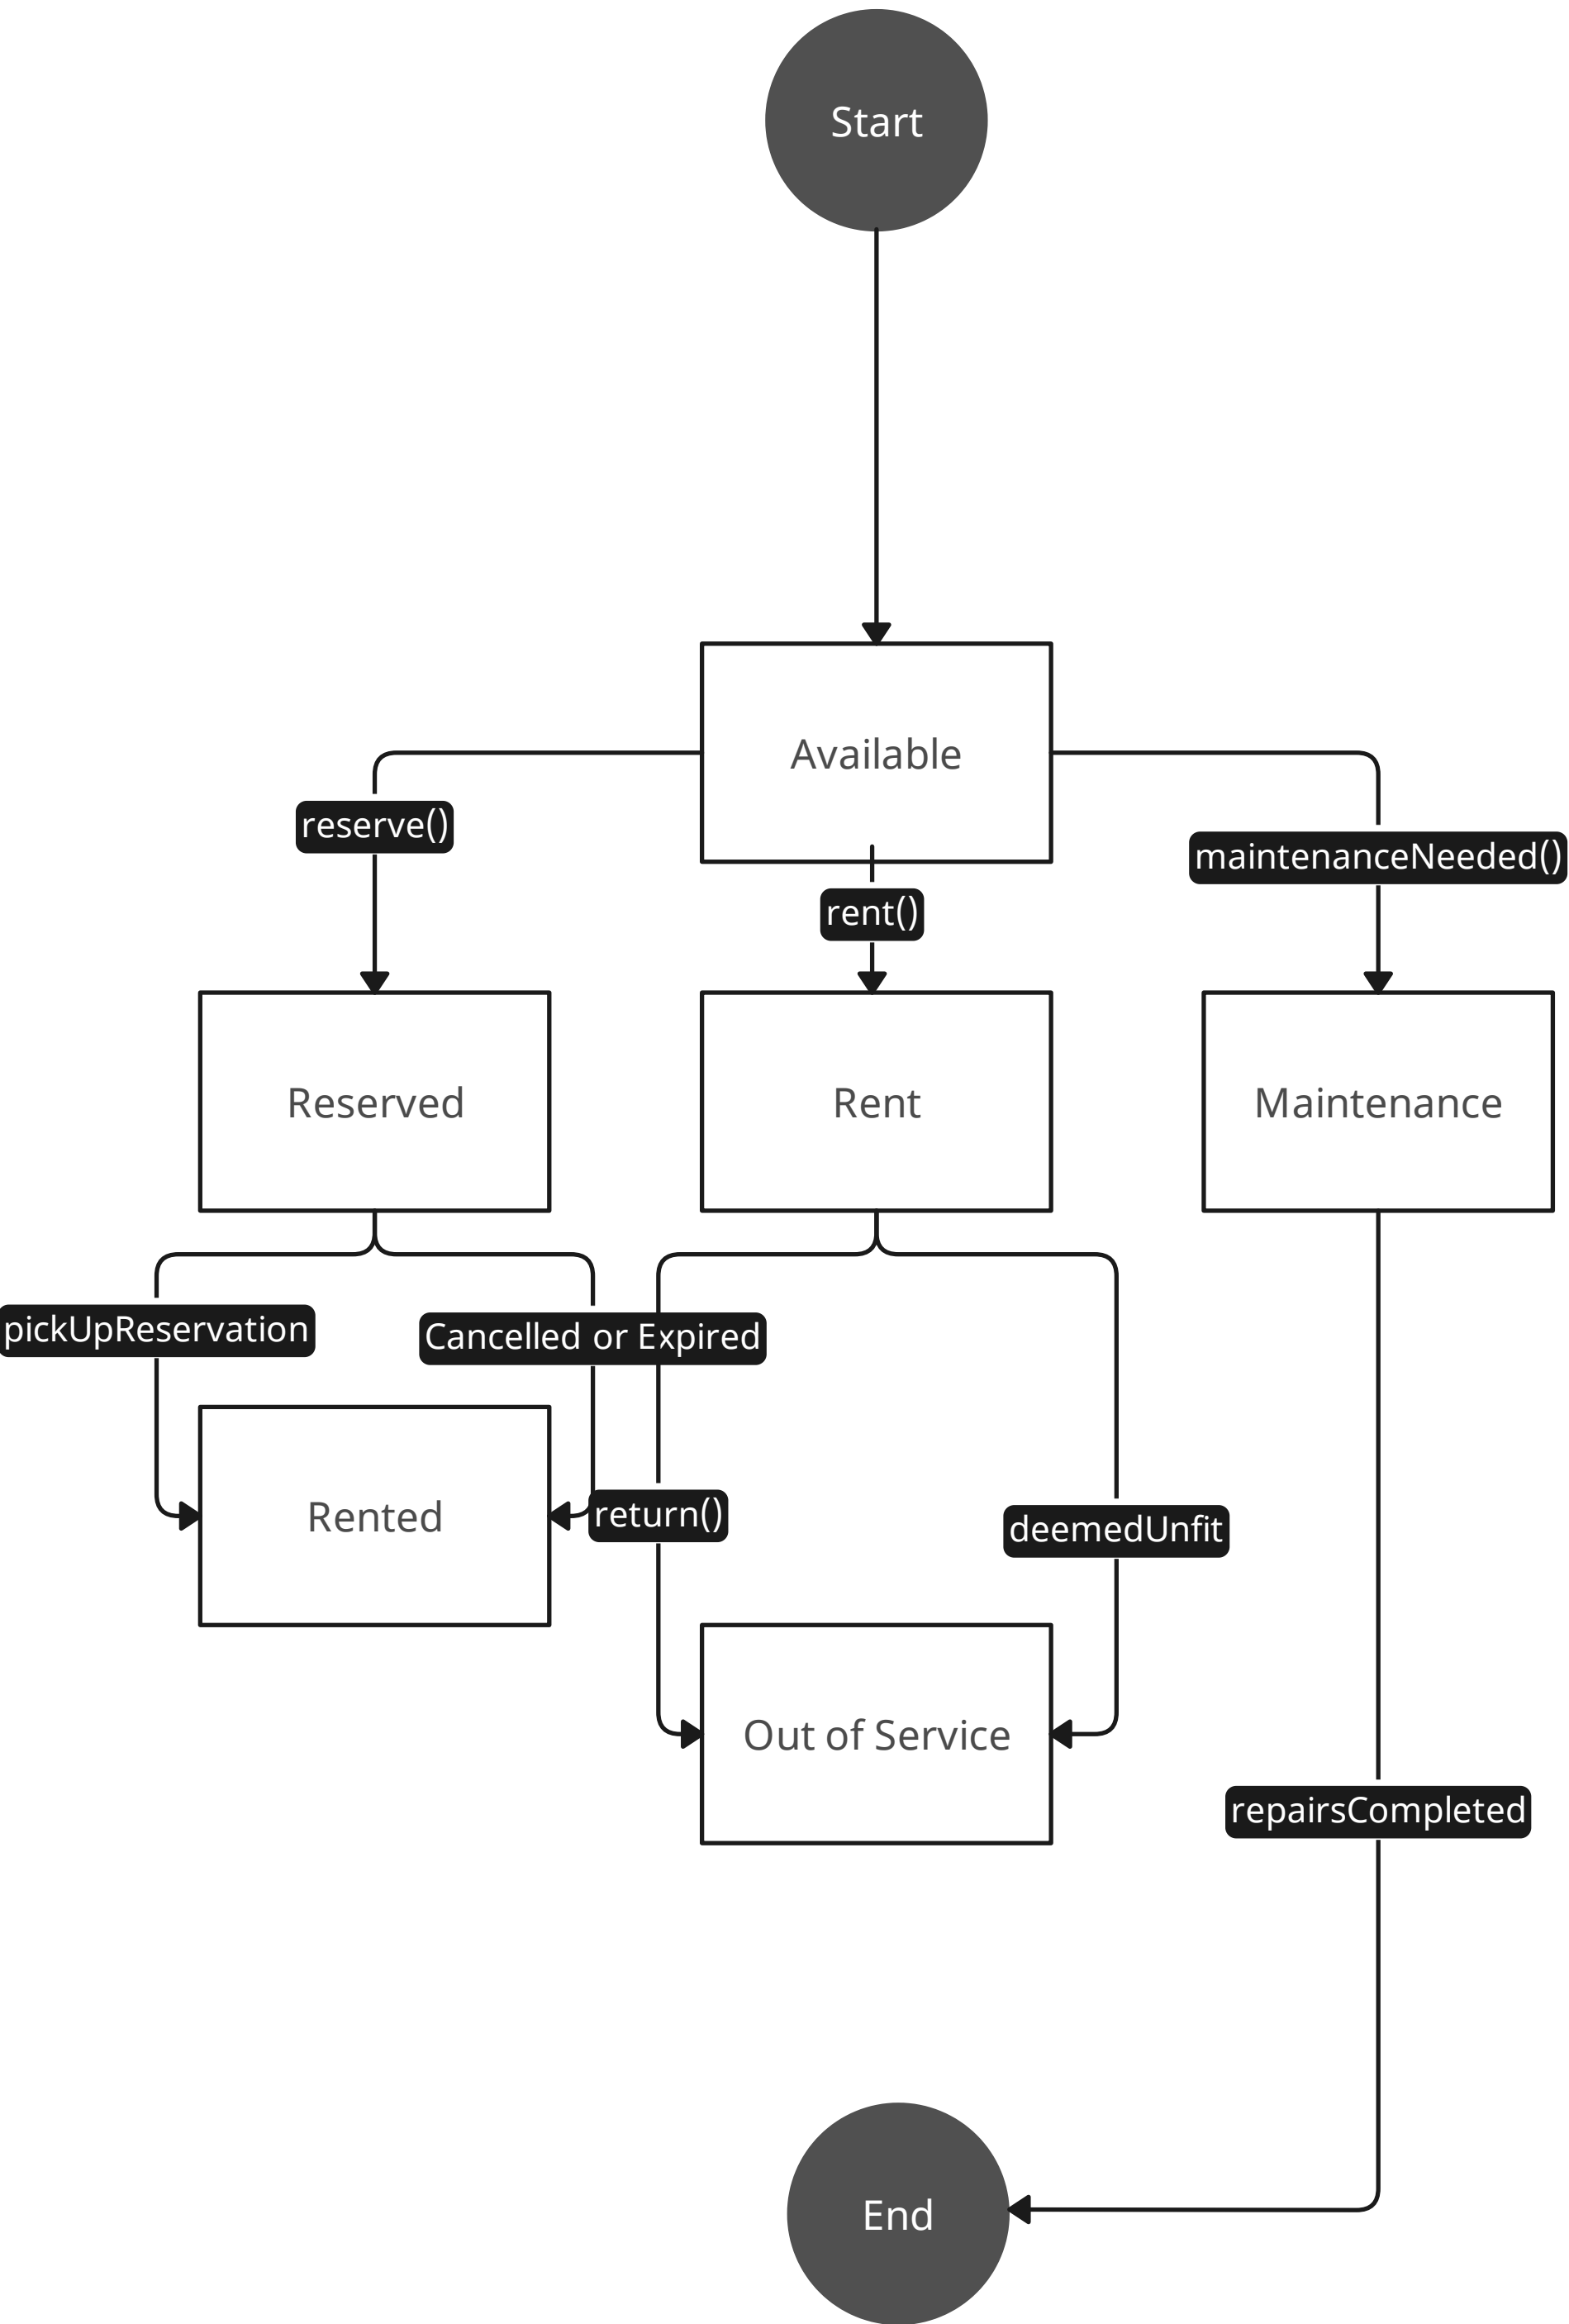 Start
Available
reserve()
maintenanceNeeded()
rent()
Reserved
Rent
Maintenance
pickUpReservation
Cancelled or Expired
Rented
return()
deemedUnfit
Out of Service
repairsCompleted
End